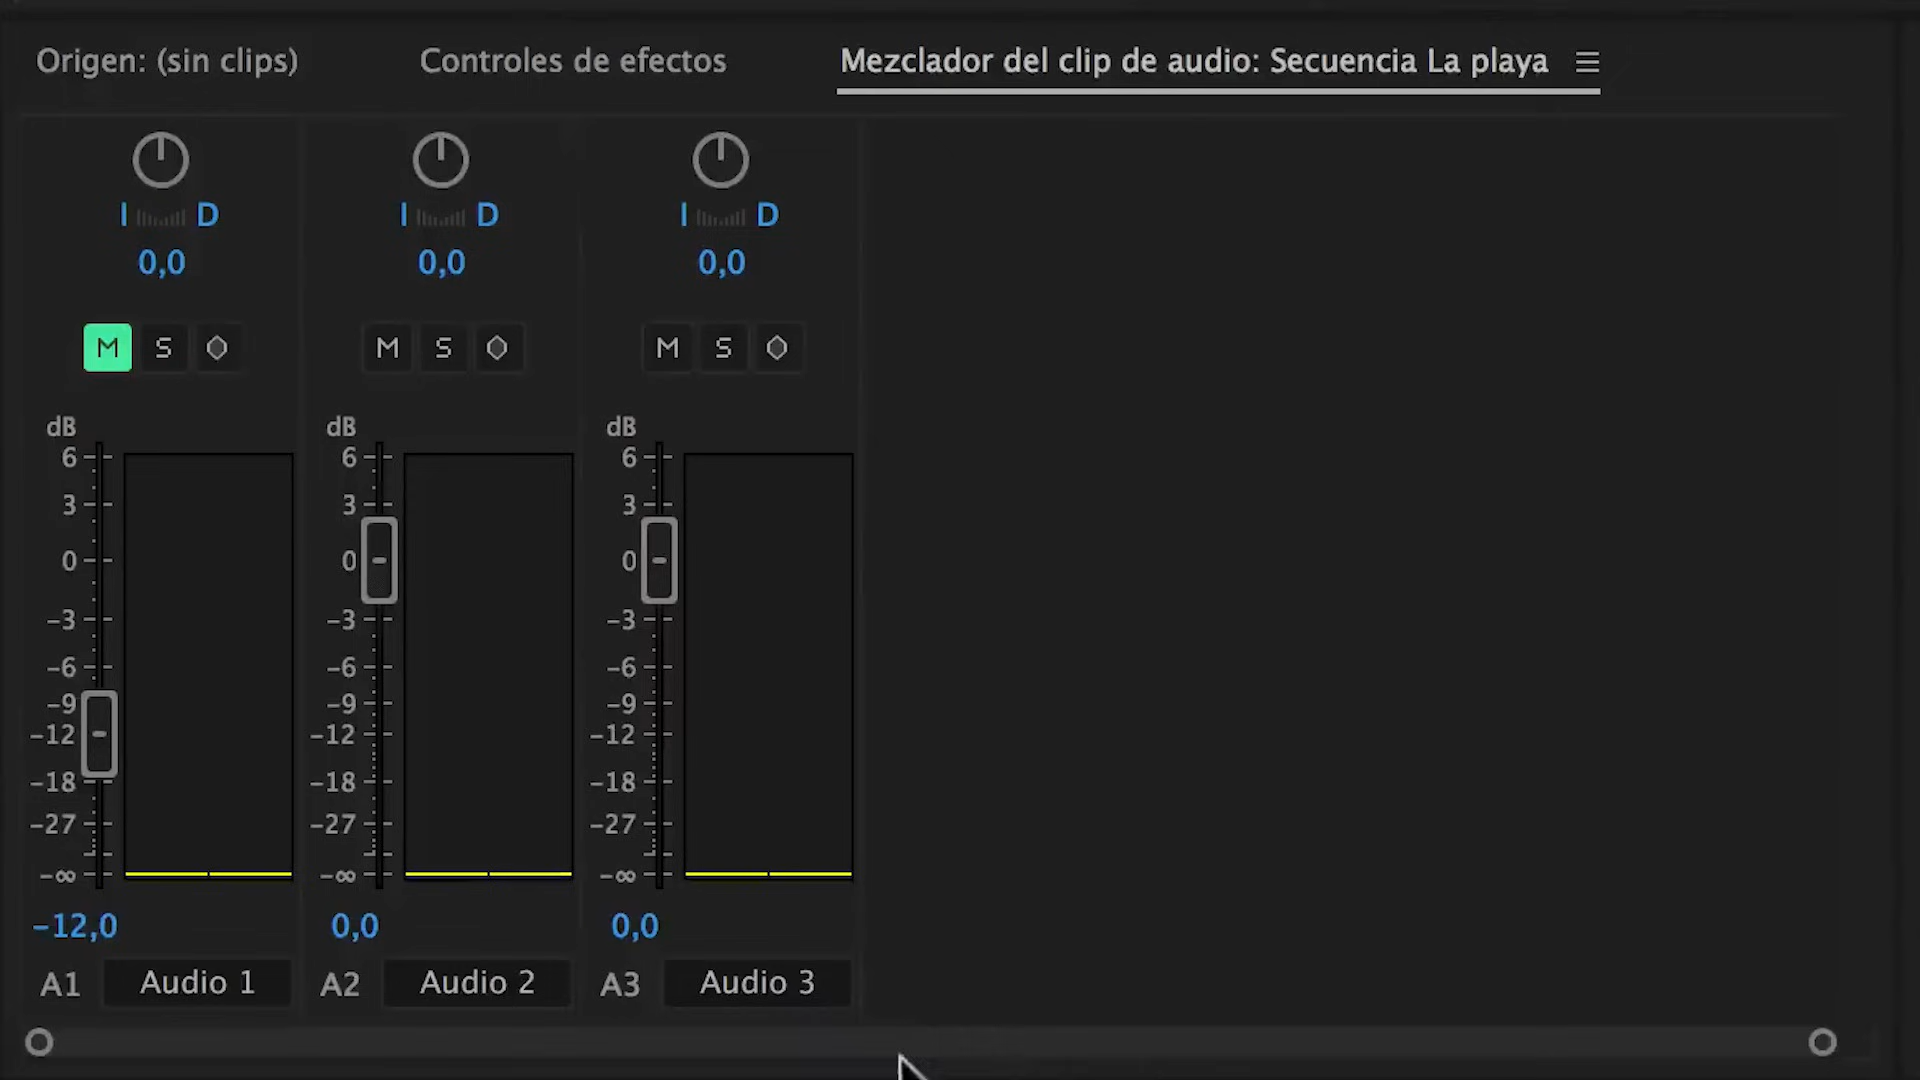 Origen: (sin clips) Controles de efectos Mezclador del clip de audio: Secuencia La playa
I D I D I D
0,0 0,0 0,0
M S M S M S
dB dB dB
6 6 6
3 3 3
0 0 0
-3 -3 -3
-6 -6 -6
-9 -9 -9
-12 -12 -12
-18 -18 -18
-27 -27 -27
-∞ -∞ -∞
-12,0 0,0 0,0
A1 Audio 1 A2 Audio 2 A3 Audio 3